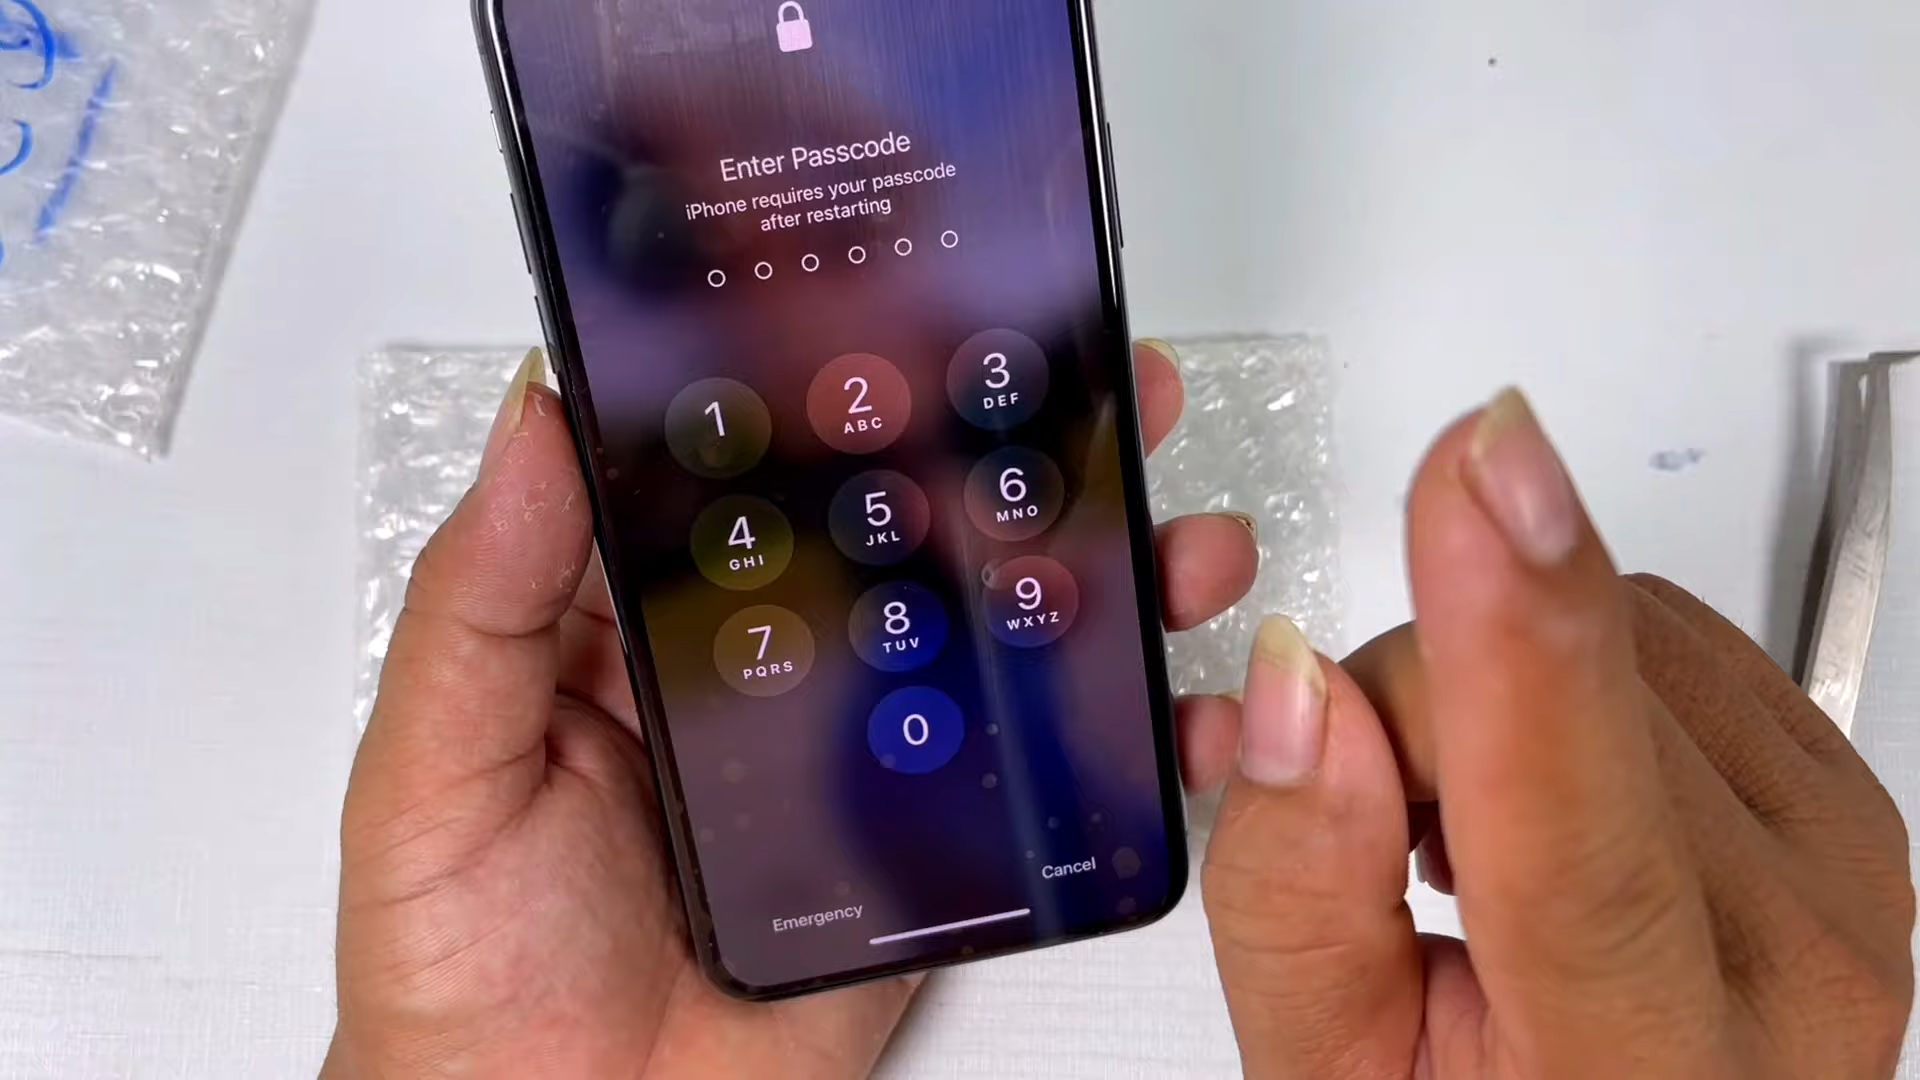 Enter Passcode
iPhone requires your passcode
after restarting
1
2
ABC
3
DEF
4
GHI
5
JKL
6
MNO
7
PQRS
8
TUV
9
WXYZ
0
Emergency
Cancel